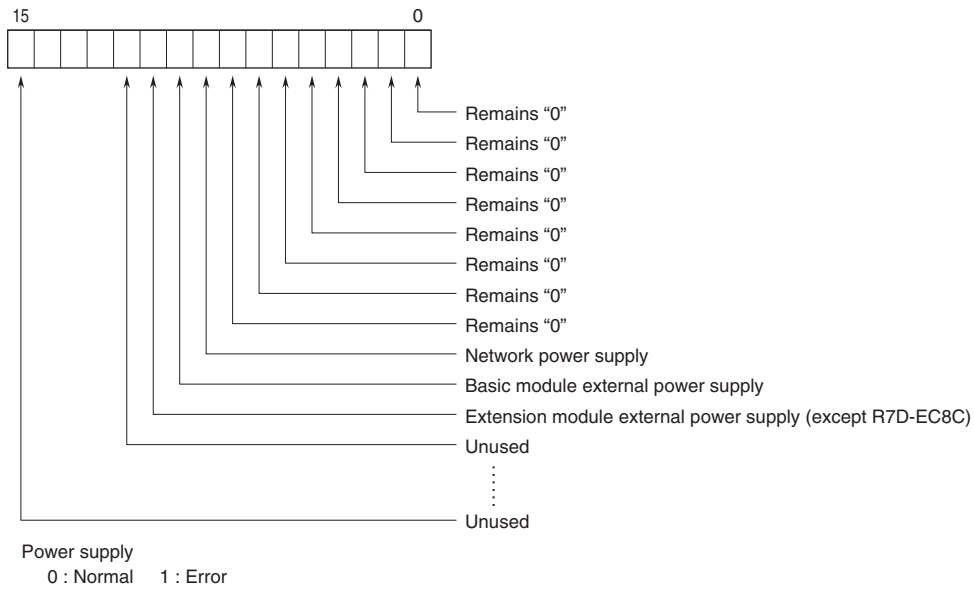 15 0
Remains “0”
Remains “0”
Remains “0”
Remains “0”
Remains “0”
Remains “0”
Remains “0”
Remains “0”
Network power supply
Basic module external power supply
Extension module external power supply (except R7D-EC8C)
Unused
Unused
Power supply
0 : Normal 1 : Error